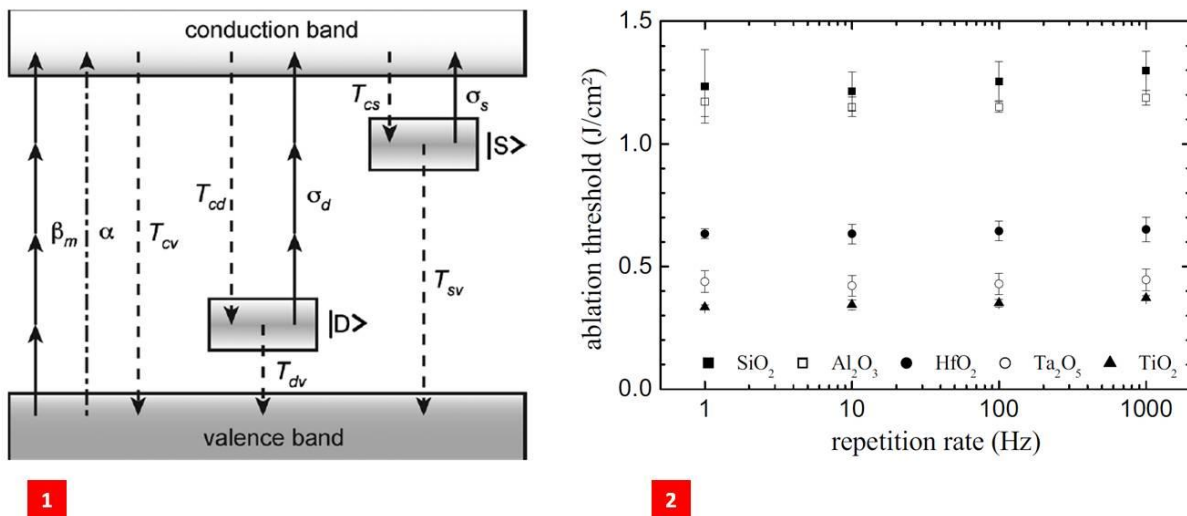 conduction band
T_cs
σ_s
|S>
T_cd
σ_d
β_m
α
T_cv
T_sv
|D>
T_dv
valence band
1
1.5
1.0
0.5
0.0
ablation threshold (J/cm²)
SiO₂ Al₂O₃ HfO₂ Ta₂O₅ TiO₂
1 10 100 1000
repetition rate (Hz)
2